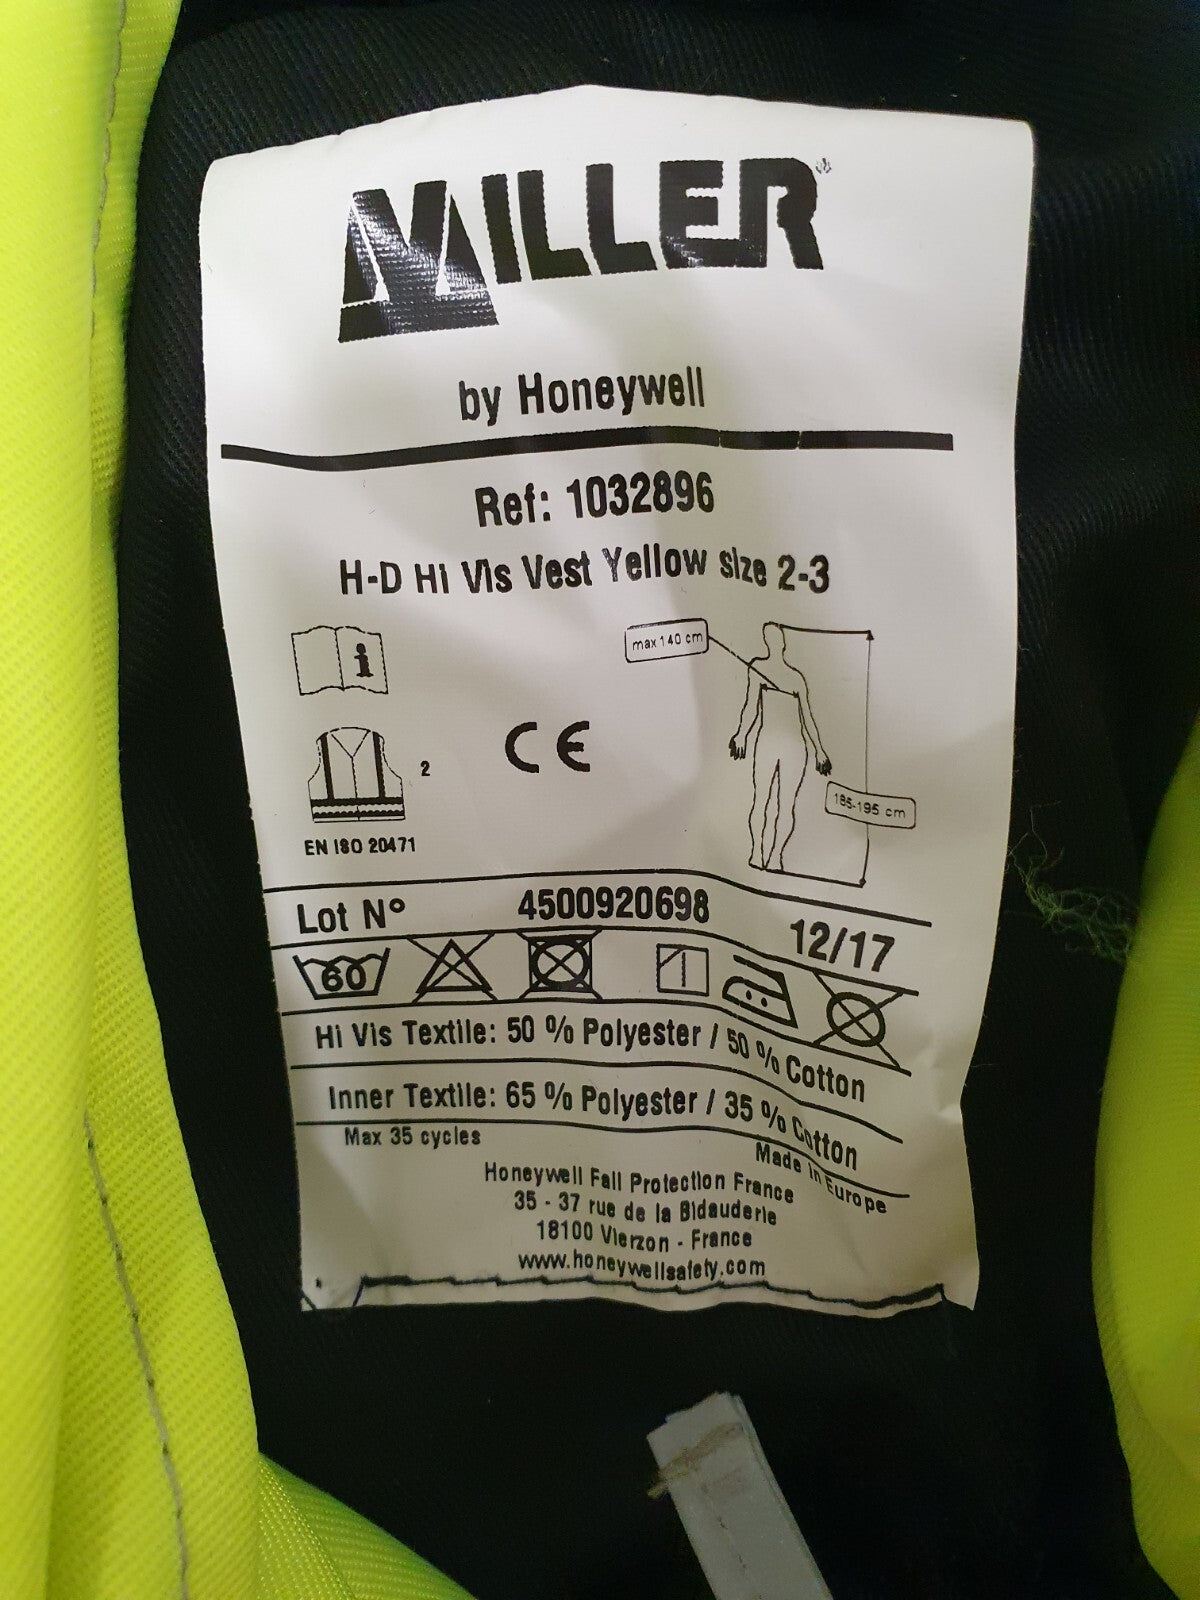 MILLER
by Honeywell
Ref: 1032896
H-D Hi Vis Vest Yellow size 2-3
i
max 140 cm
2
CE
185-195 cm
EN ISO 20471
Lot N° 4500920698 12/17
60
Hi Vis Textile: 50 % Polyester / 50 % Cotton
Inner Textile: 65 % Polyester / 35 % Cotton
Max 35 cycles
Made in Europe
Honeywell Fall Protection France
35 - 37 rue de la Bidauderie
18100 Vierzon - France
www.honeywellsafety.com